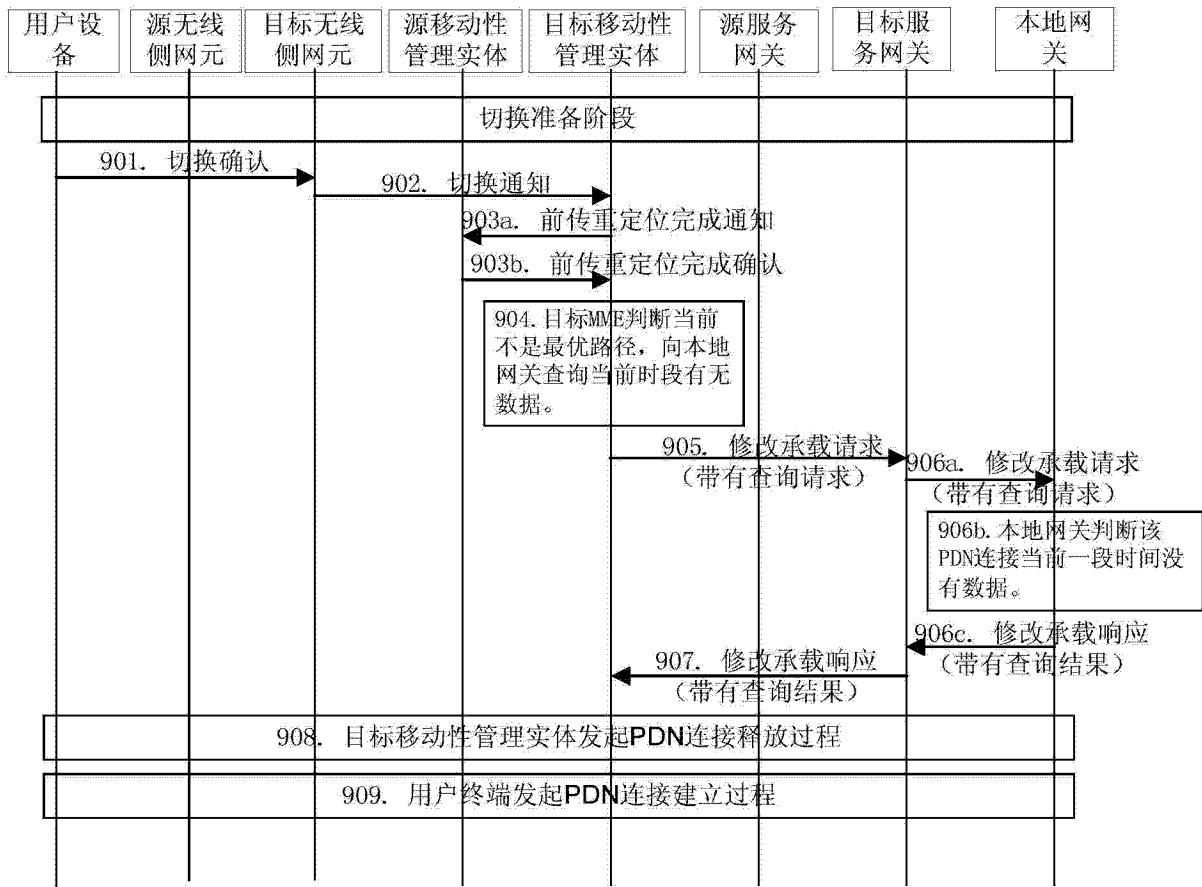 用户设
备
源无线
侧网元
目标无线
侧网元
源移动性
管理实体
目标移动性
管理实体
源服务
网关
目标服
务网关
本地网
关
切换准备阶段
901. 切换确认
902. 切换通知
903a. 前传重定位完成通知
903b. 前传重定位完成确认
904.目标MME判断当前
不是最优路径，向本地
网关查询当前时段有无
数据。
905. 修改承载请求
（带有查询请求）
906a. 修改承载请求
（带有查询请求）
906b.本地网关判断该
PDN连接当前一段时间没
有数据。
906c. 修改承载响应
（带有查询结果）
907. 修改承载响应
（带有查询结果）
908. 目标移动性管理实体发起PDN连接释放过程
909. 用户终端发起PDN连接建立过程